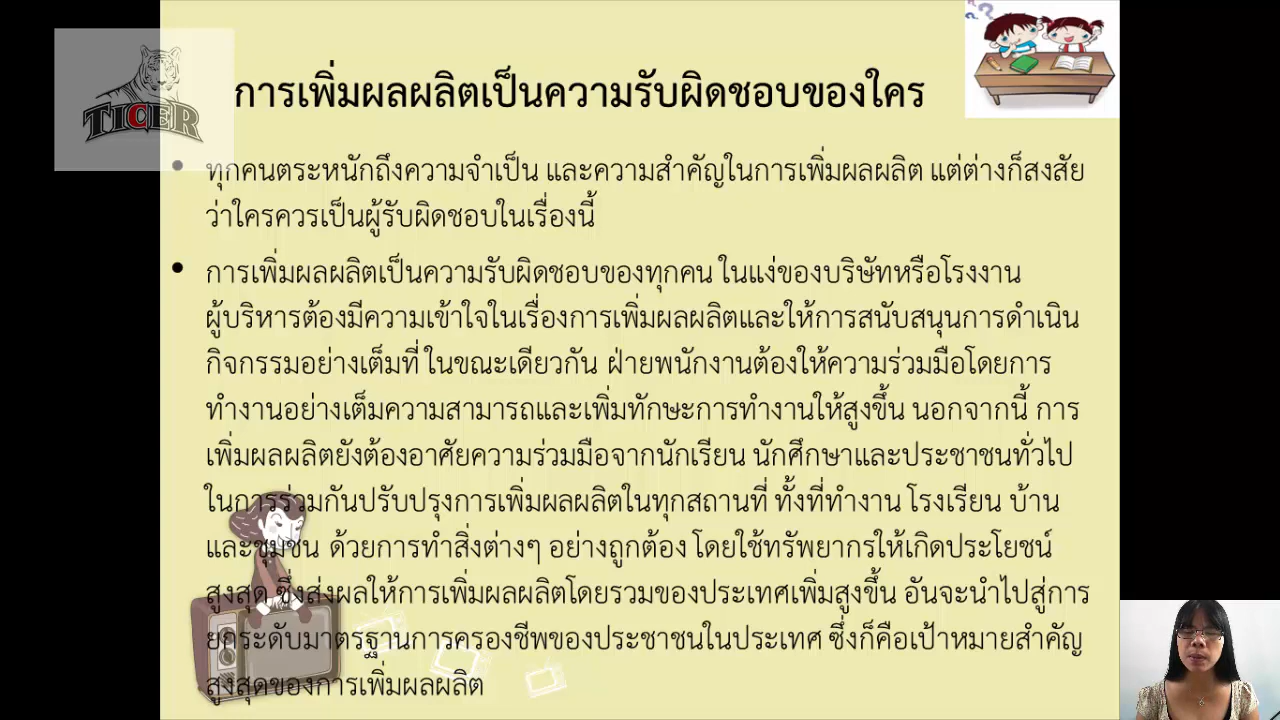 TICER
การเพิ่มผลผลิตเป็นความรับผิดชอบของใคร
• ทุกคนตระหนักถึงความจำเป็น และความสำคัญในการเพิ่มผลผลิต แต่ต่างก็สงสัย
ว่าใครควรเป็นผู้รับผิดชอบในเรื่องนี้
• การเพิ่มผลผลิตเป็นความรับผิดชอบของทุกคน ในแง่ของบริษัทหรือโรงงาน
ผู้บริหารต้องมีความเข้าใจในเรื่องการเพิ่มผลผลิตและให้การสนับสนุนการดำเนิน
กิจกรรมอย่างเต็มที่ ในขณะเดียวกัน ฝ่ายพนักงานต้องให้ความร่วมมือโดยการ
ทำงานอย่างเต็มความสามารถและเพิ่มทักษะการทำงานให้สูงขึ้น นอกจากนี้ การ
เพิ่มผลผลิตยังต้องอาศัยความร่วมมือจากนักเรียน นักศึกษาและประชาชนทั่วไป
ในการร่วมกันปรับปรุงการเพิ่มผลผลิตในทุกสถานที่ ทั้งที่ทำงาน โรงเรียน บ้าน
และชุมชน ด้วยการทำสิ่งต่างๆ อย่างถูกต้อง โดยใช้ทรัพยากรให้เกิดประโยชน์
สูงสุด ซึ่งส่งผลให้การเพิ่มผลผลิตโดยรวมของประเทศเพิ่มสูงขึ้น อันจะนำไปสู่การ
ยกระดับมาตรฐานการครองชีพของประชาชนในประเทศ ซึ่งก็คือเป้าหมายสำคัญ
สูงสุดของการเพิ่มผลผลิต